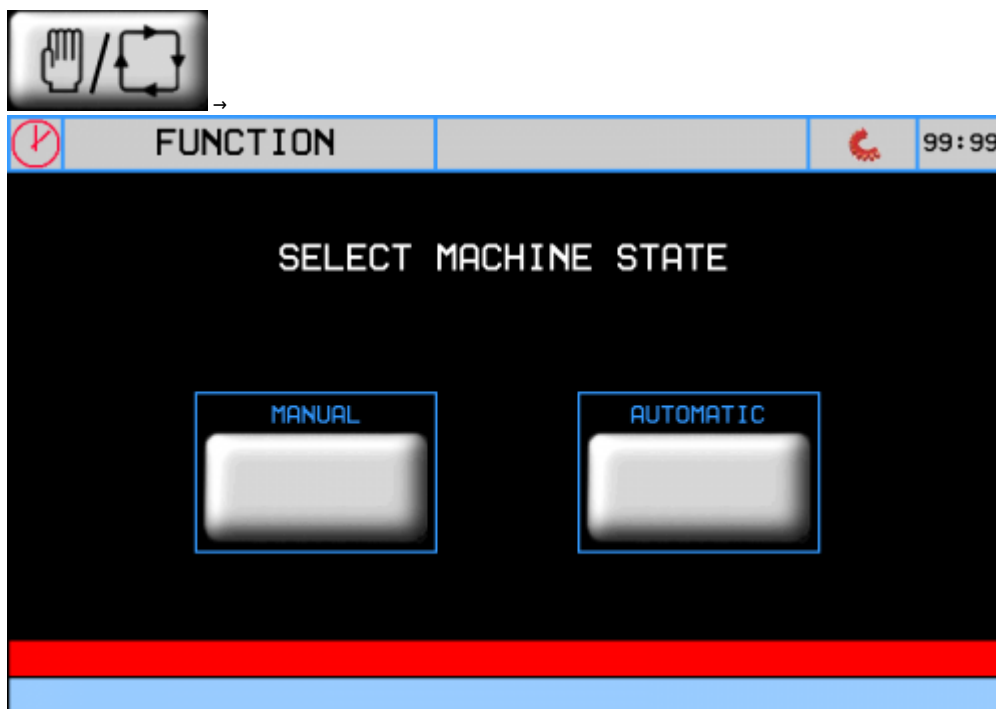 →
FUNCTION
99:99
SELECT MACHINE STATE
MANUAL
AUTOMATIC